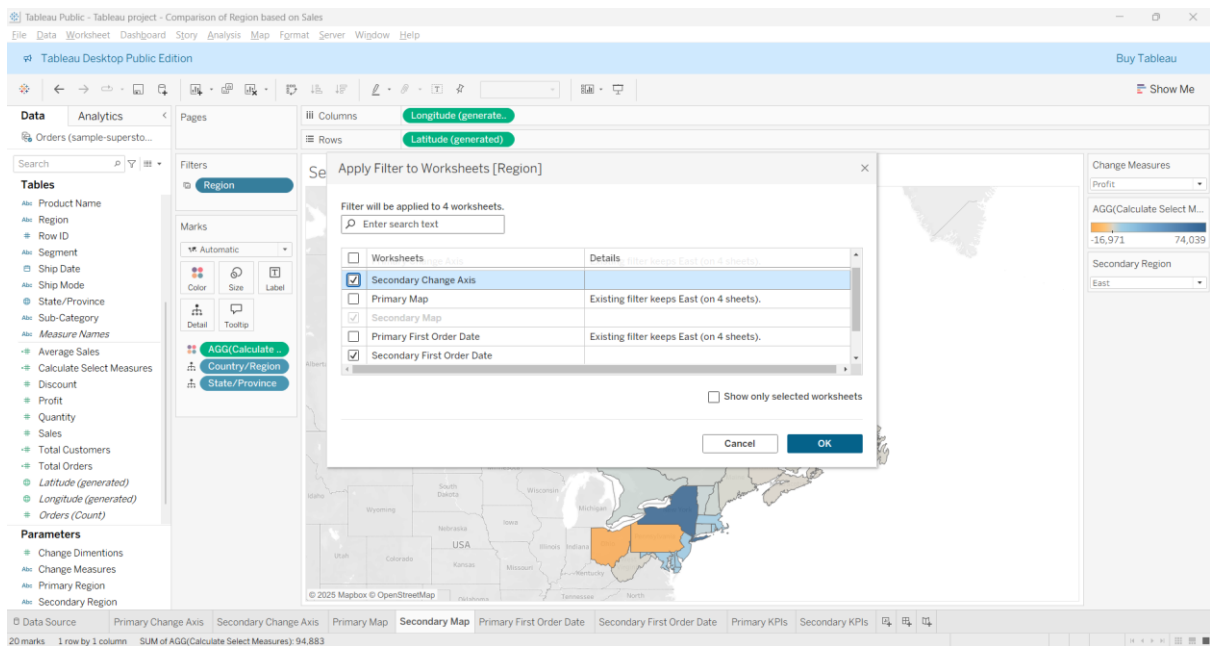 Tableau Public - Tableau project - Comparison of Region based on Sales
File Data Worksheet Dashboard Story Analysis Map Format Server Window Help
Tableau Desktop Public Edition
Buy Tableau
Show Me
Data
Analytics
Pages
Columns
Longitude (generate..
Orders (sample-supersto...
Rows
Latitude (generated)
Search
Filters
Region
Tables
Product Name
Region
Row ID
Segment
Ship Date
Ship Mode
State/Province
Sub-Category
Measure Names
Average Sales
Calculate Select Measures
Discount
Profit
Quantity
Sales
Total Customers
Total Orders
Latitude (generated)
Longitude (generated)
Orders (Count)
Parameters
Change Dimentions
Change Measures
Primary Region
Secondary Region
Marks
Automatic
Color
Size
Label
Detail
Tooltip
AGG(Calculate ..
Country/Region
State/Province
Se
Apply Filter to Worksheets [Region]
Filter will be applied to 4 worksheets.
Enter search text
Worksheets
Details
Secondary Change Axis
Primary Map
Existing filter keeps East (on 4 sheets).
Secondary Map
Primary First Order Date
Existing filter keeps East (on 4 sheets).
Secondary First Order Date
Show only selected worksheets
Cancel
OK
Change Measures
Profit
AGG(Calculate Select M...
-16,971
74,039
Secondary Region
East
Albert
Idaho
South
Dakota
Wisconsin
Michigan
Wyoming
Iowa
Nebraska
USA
Illinois
Indiana
Utah
Colorado
Kansas
Missouri
Kentucky
Oklahoma
Tennessee
North
© 2025 Mapbox © OpenStreetMap
Data Source
Primary Change Axis
Secondary Change Axis
Primary Map
Secondary Map
Primary First Order Date
Secondary First Order Date
Primary KPIs
Secondary KPIs
20 marks 1 row by 1 column SUM of AGG(Calculate Select Measures): 94,883